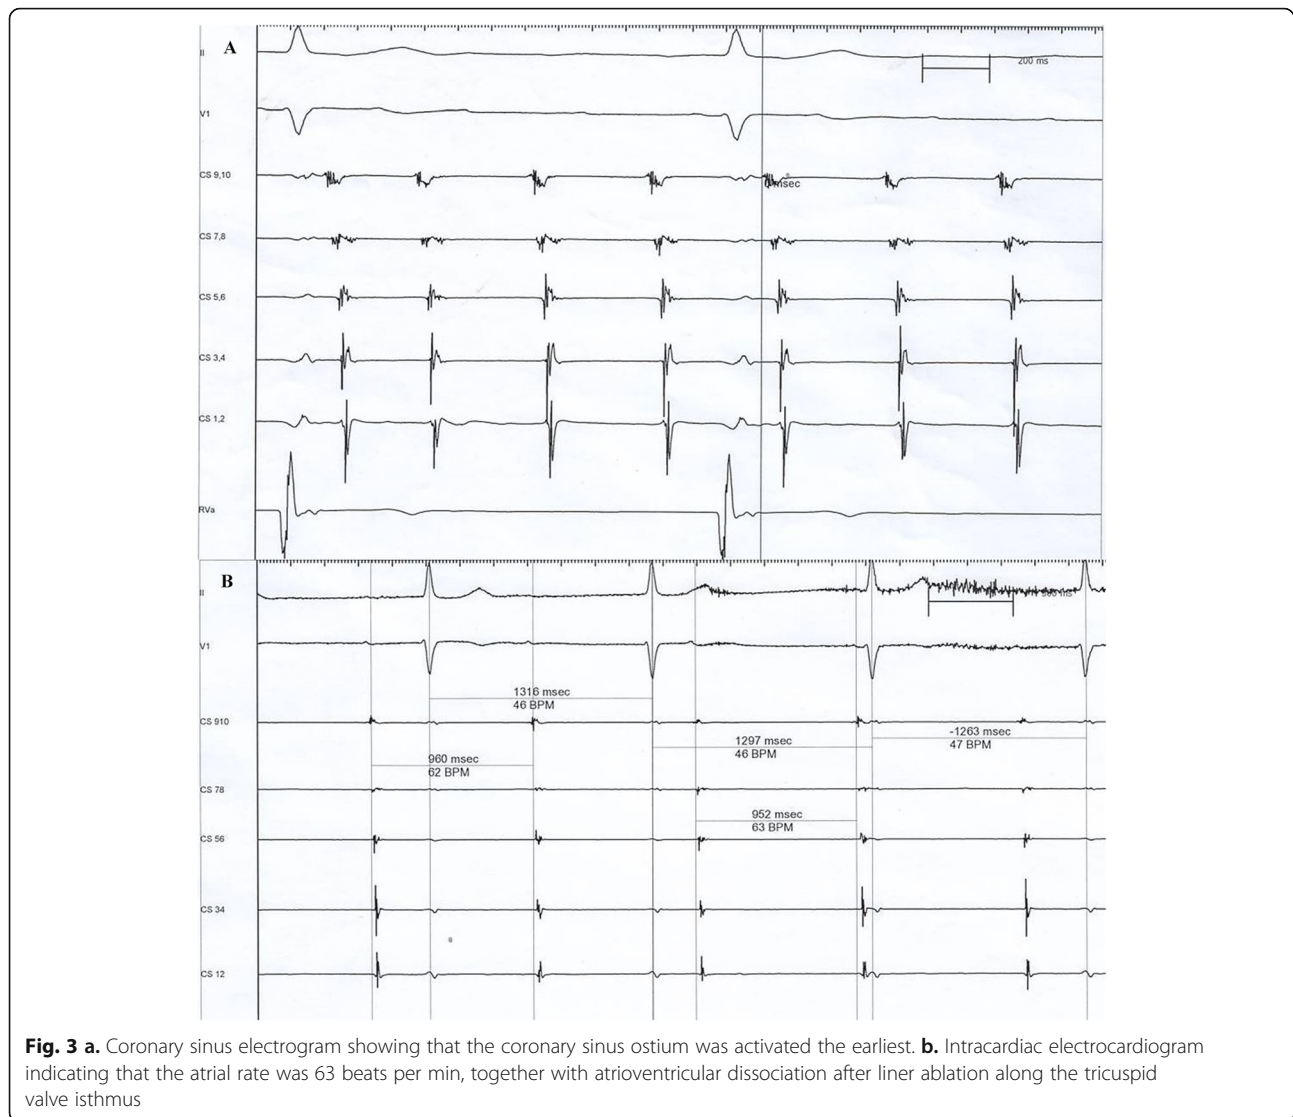 A
II
200 ms
V1
CS 9,10
msec
CS 7,8
CS 5,6
CS 3,4
CS 1,2
RVa
B
II
V1
1316 msec
46 BPM
CS 910
1297 msec
46 BPM
-1263 msec
47 BPM
960 msec
62 BPM
CS 78
952 msec
63 BPM
CS 56
CS 34
CS 12
Fig. 3 a. Coronary sinus electrogram showing that the coronary sinus ostium was activated the earliest. b. Intracardiac electrocardiogram
indicating that the atrial rate was 63 beats per min, together with atrioventricular dissociation after liner ablation along the tricuspid
valve isthmus